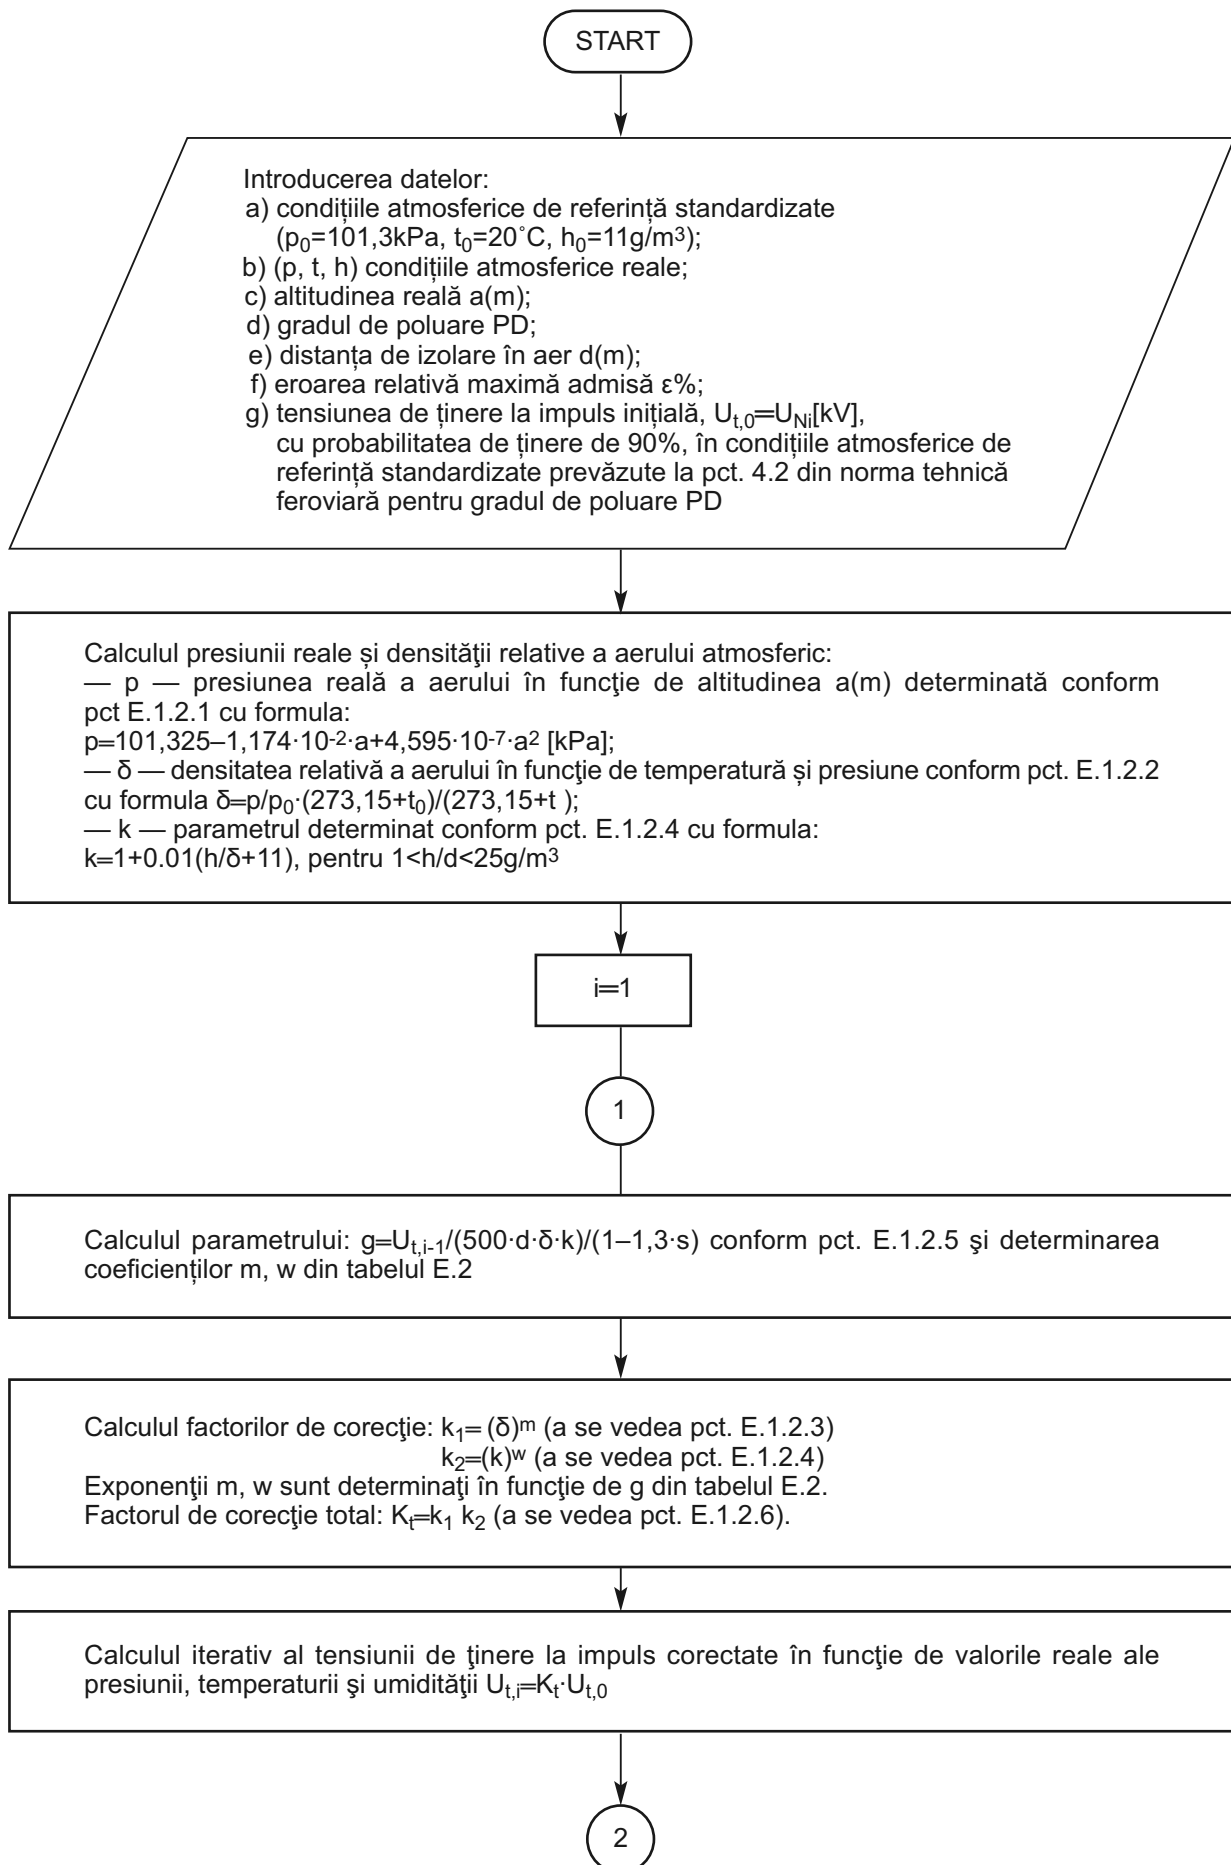 START
Introducerea datelor:
a) condițiile atmosferice de referință standardizate
(p₀=101,3kPa, t₀=20˚C, h₀=11g/m³);
b) (p, t, h) condițiile atmosferice reale;
c) altitudinea reală a(m);
d) gradul de poluare PD;
e) distanța de izolare în aer d(m);
f) eroarea relativă maximă admisă ε%;
g) tensiunea de ținere la impuls inițială, U_{t,0}=U_{Ni}[kV],
cu probabilitatea de ținere de 90%, în condițiile atmosferice de
referință standardizate prevăzute la pct. 4.2 din norma tehnică
feroviară pentru gradul de poluare PD
Calculul presiunii reale și densităţii relative a aerului atmosferic:
— p — presiunea reală a aerului în funcţie de altitudinea a(m) determinată conform
pct E.1.2.1 cu formula:
p=101,325–1,174·10⁻²·a+4,595·10⁻⁷·a² [kPa];
— δ — densitatea relativă a aerului în funcţie de temperatură și presiune conform pct. E.1.2.2
cu formula δ=p/p₀·(273,15+t₀)/(273,15+t );
— k — parametrul determinat conform pct. E.1.2.4 cu formula:
k=1+0.01(h/δ+11), pentru 1<h/d<25g/m³
i=1
1
Calculul parametrului: g=U_{t,i-1}/(500·d·δ·k)/(1–1,3·s) conform pct. E.1.2.5 şi determinarea
coeficienților m, w din tabelul E.2
Calculul factorilor de corecţie: k₁= (δ)ᵐ (a se vedea pct. E.1.2.3)
k₂=(k)ʷ (a se vedea pct. E.1.2.4)
Exponenţii m, w sunt determinaţi în funcţie de g din tabelul E.2.
Factorul de corecţie total: K_t=k₁ k₂ (a se vedea pct. E.1.2.6).
Calculul iterativ al tensiunii de ţinere la impuls corectate în funcţie de valorile reale ale
presiunii, temperaturii şi umidităţii U_{t,i}=K_t·U_{t,0}
2